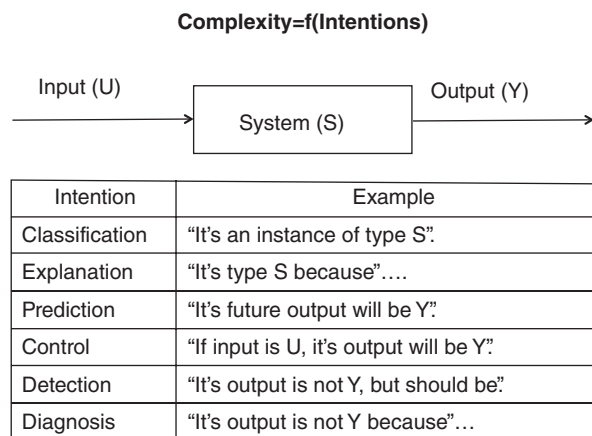 Complexity=f(Intentions)
Input (U)
Output (Y)
System (S)
Intention Example
Classification “It’s an instance of type S”.
Explanation “It’s type S because”....
Prediction “It’s future output will be Y”.
Control “If input is U, it’s output will be Y”.
Detection “It’s output is not Y, but should be”.
Diagnosis “It’s output is not Y because”...